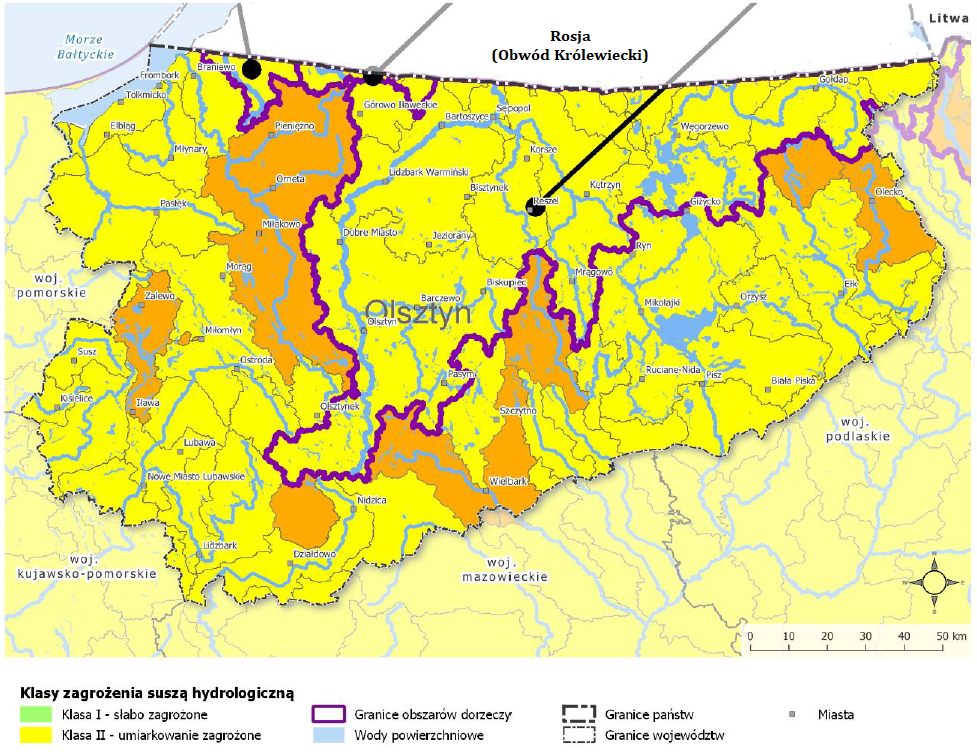 Morze
Bałtyckie
Rosja
(Obwód Królewiecki)
Litwa
Braniewo
Frombork
Tolkmicko
Gołdap
Górowo Iławeckie
Sępopol
Bartoszyce
Elbląg
Pieniężno
Węgorzewo
Młynary
Korsze
Lidzbark Warmiński
Orneta
Bisztynek
Kętrzyn
Reszel
Olecko
Pasłęk
Giżycko
Miłakowo
Dobre Miasto
Jeziorany
Ryn
woj.
pomorskie
Morąg
Mrągowo
Biskupiec
Ełk
Zalewo
Barczewo
Mikołajki
Orzysz
Olsztyn
Olsztyn
Miłomłyn
Susz
Ostróda
Pasym
Ruciane-Nida
Pisz
Biała Piska
Kisielice
Iława
Olsztynek
Szczytno
woj.
podlaskie
Lubawa
Nowe Miasto Lubawskie
Wielbark
Nidzica
Lidzbark
Działdowo
woj.
kujawsko-pomorskie
woj.
mazowieckie
N
W
E
S
0 10 20 30 40 50 km
Klasy zagrożenia suszą hydrologiczną
Klasa I - słabo zagrożone
Granice obszarów dorzeczy
Granice państw
Miasta
Klasa II - umiarkowanie zagrożone
Wody powierzchniowe
Granice województw